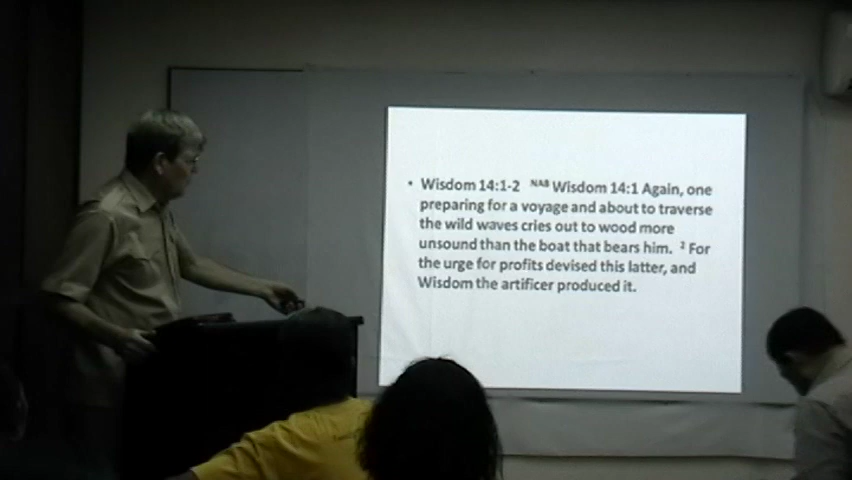 • Wisdom 14:1-2 NAB Wisdom 14:1 Again, one
preparing for a voyage and about to traverse
the wild waves cries out to wood more
unsound than the boat that bears him. 2 For
the urge for profits devised this latter, and
Wisdom the artificer produced it.